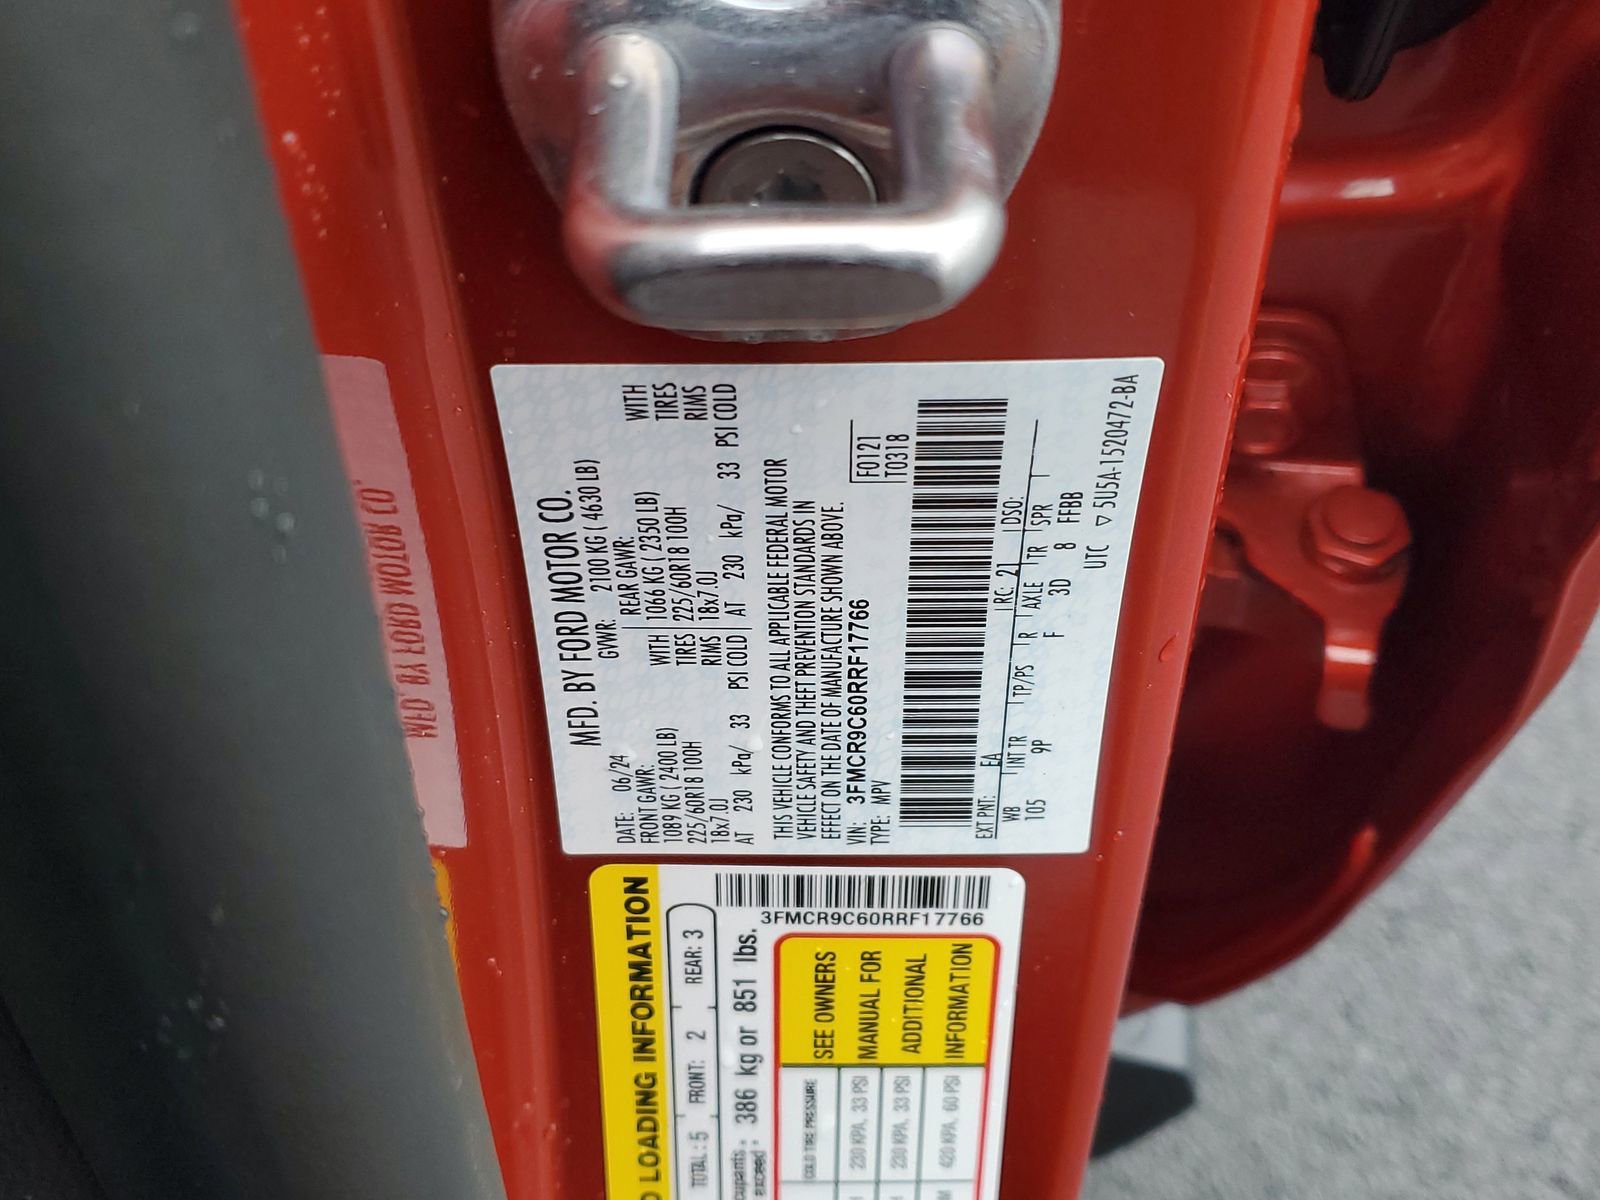 MFD. BY FORD MOTOR CO.
DATE: 06/24 GVWR: 2100 KG ( 4630 LB)
FRONT GAWR: REAR GAWR:
1089 KG ( 2400 LB) WITH 1066 KG ( 2350 LB) WITH
225/60R18 100H TIRES 225/60R18 100H TIRES
18x7.0J RIMS 18x7.0J RIMS
AT 230 kPa/ 33 PSI COLD AT 230 kPa/ 33 PSI COLD
THIS VEHICLE CONFORMS TO ALL APPLICABLE FEDERAL MOTOR
VEHICLE SAFETY AND THEFT PREVENTION STANDARDS IN
EFFECT ON THE DATE OF MANUFACTURE SHOWN ABOVE.
VIN: 3FMCR9C60RRF17766 F0121
TYPE: MPV T0318
EXT PNT: EA RC: 21 DSO:
WB INT TR TP/PS R AXLE TR SPR
105 9P F 3D 8 FFBB
UTC ▽ 5U5A-1520472-BA
LOADING INFORMATION
TOTAL : 5 FRONT: 2 REAR: 3
386 kg or 851 lbs.
3FMCR9C60RRF17766
COLD TIRE PRESSURE
230 KPA, 33 PSI
230 KPA, 33 PSI
420 KPA, 60 PSI
SEE OWNERS
MANUAL FOR
ADDITIONAL
INFORMATION
MFD. BY FORD MOTOR CO.